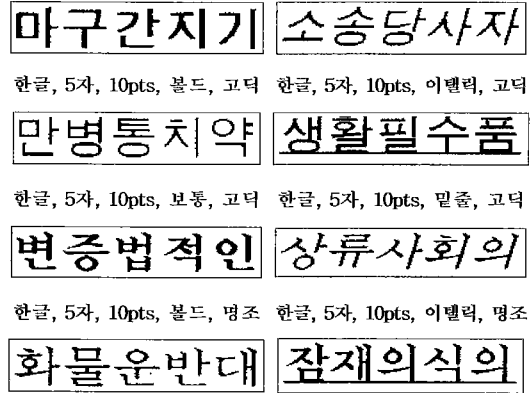 마구간지기 소송당사자
한글, 5자, 10pts, 볼드, 고딕 한글, 5자, 10pts, 이텔릭, 고딕
만병통치약 생활필수품
한글, 5자, 10pts, 보통, 고딕 한글, 5자, 10pts, 밑줄, 고딕
변증법적인 상류사회의
한글, 5자, 10pts, 볼드, 명조 한글, 5자, 10pts, 이텔릭, 명조
화물운반대 잠재의식의